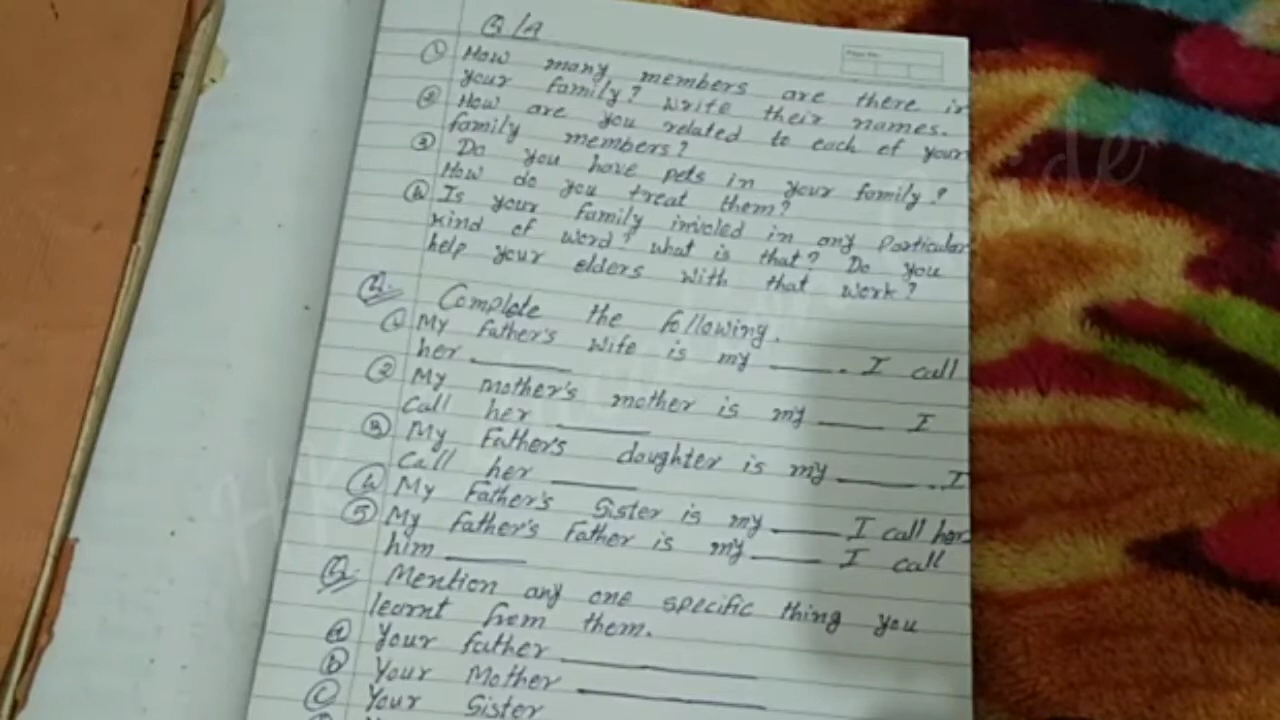 Q/A
① How many members are there in
your family? Write their names.
② How are you related to each of your
family members?
③ Do you have pets in your family?
How do you treat them?
④ Is your family invicled in any particular
kind of word? what is that? Do you
help your elders with that work?
Q. Complete the following.
① My father's wife is my ____. I call
her ____
② My mother's mother is my ____ I
Call her ____
③ My Father's daughter is my ____. I
Call her ____
④ My Father's Sister is my ____ I call her
⑤ My father's Father is my ____ I call
him ____
Q. Mention any one specific thing you
learnt from them.
ⓐ Your father ____
ⓑ Your Mother ____
ⓒ Your Sister